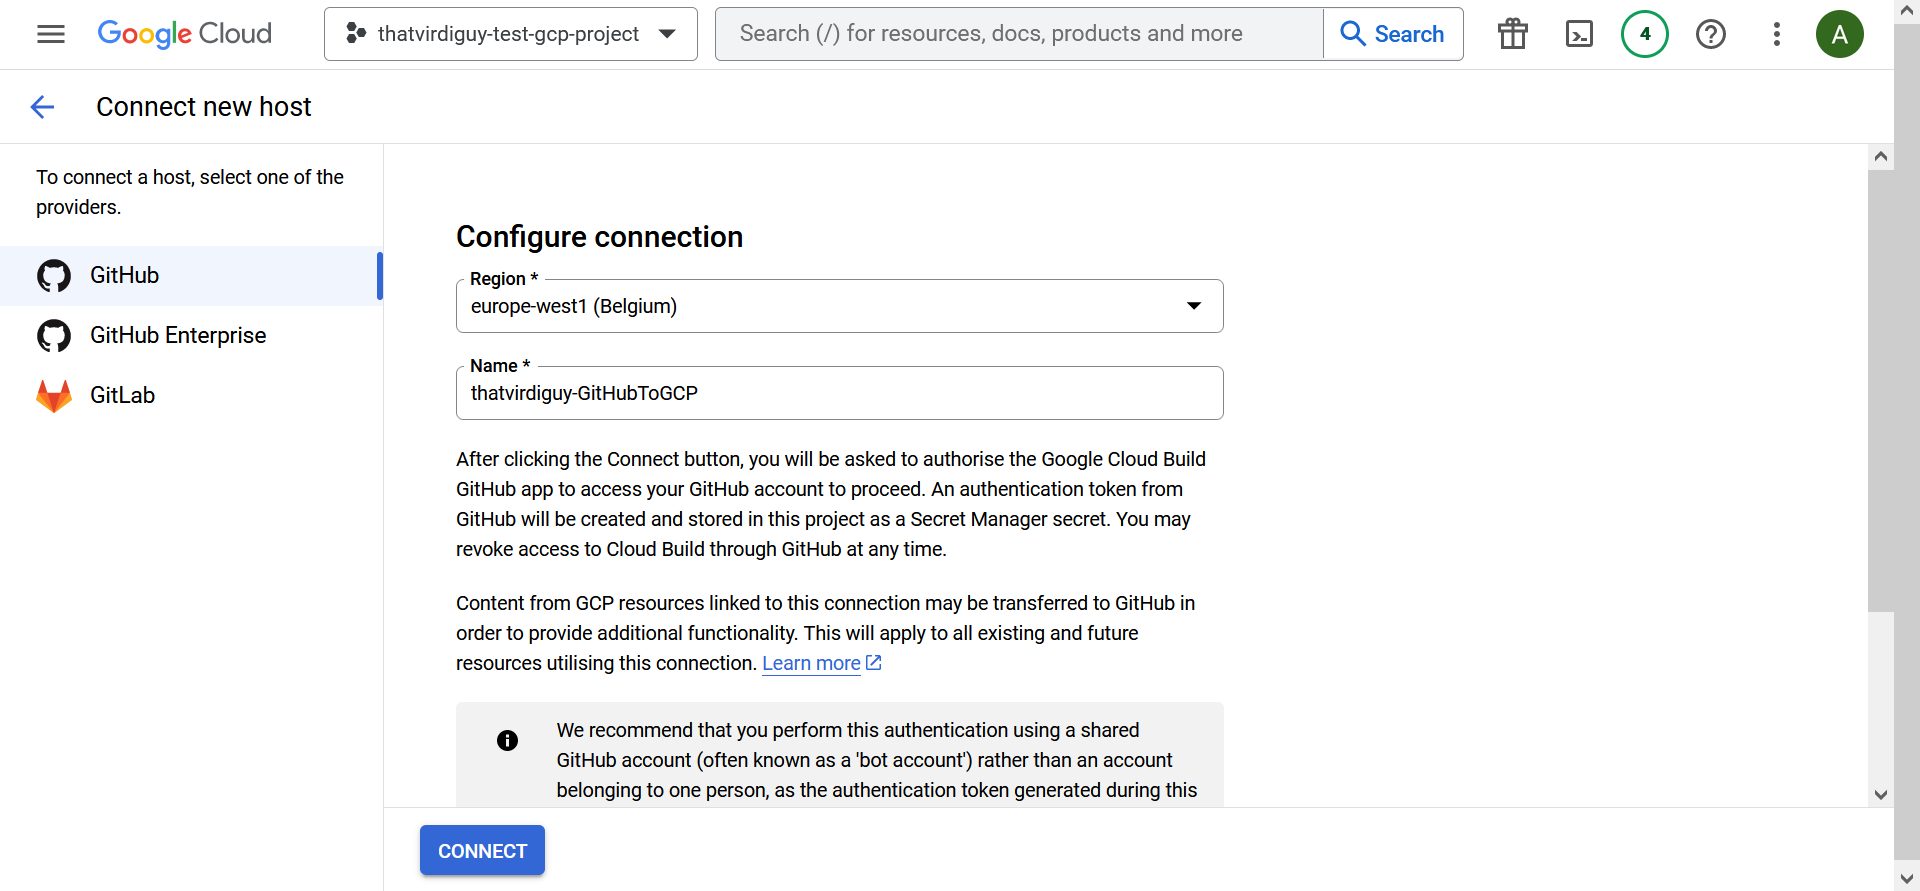 Google Cloud
thatvirdiguy-test-gcp-project
Search (/) for resources, docs, products and more
Search
4
A
Connect new host
To connect a host, select one of the
providers.
GitHub
GitHub Enterprise
GitLab
Configure connection
Region *
europe-west1 (Belgium)
Name *
thatvirdiguy-GitHubToGCP
After clicking the Connect button, you will be asked to authorise the Google Cloud Build
GitHub app to access your GitHub account to proceed. An authentication token from
GitHub will be created and stored in this project as a Secret Manager secret. You may
revoke access to Cloud Build through GitHub at any time.
Content from GCP resources linked to this connection may be transferred to GitHub in
order to provide additional functionality. This will apply to all existing and future
resources utilising this connection. Learn more
We recommend that you perform this authentication using a shared
GitHub account (often known as a 'bot account') rather than an account
belonging to one person, as the authentication token generated during this
CONNECT